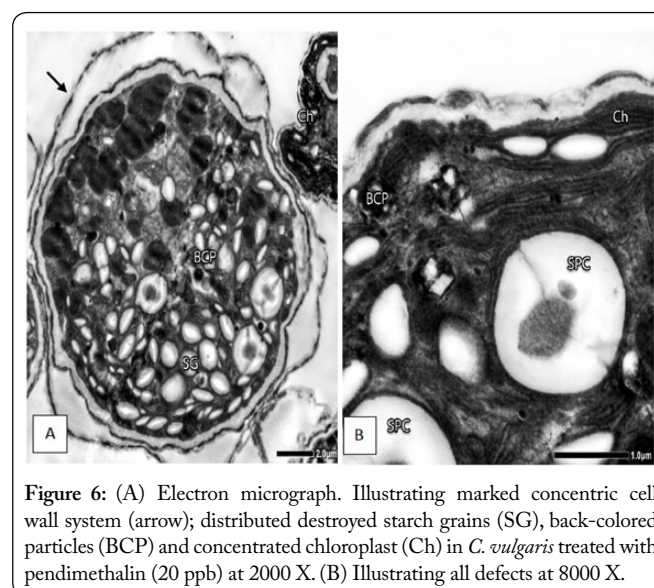 Ch
BCP
SG
A
2.0μm
Ch
BCP
SPC
SPC
B
1.0μm
Figure 6: (A) Electron micrograph. Illustrating marked concentric cell
wall system (arrow); distributed destroyed starch grains (SG), back-colored
particles (BCP) and concentrated chloroplast (Ch) in C. vulgaris treated with
pendimethalin (20 ppb) at 2000 X. (B) Illustrating all defects at 8000 X.